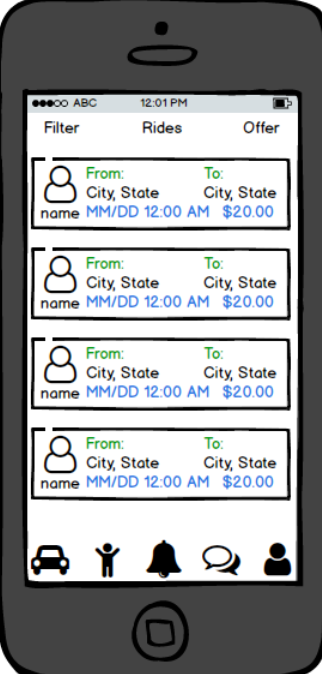 ABC 12:01 PM
Filter Rides Offer
From: To:
City, State City, State
name MM/DD 12:00 AM $20.00
From: To:
City, State City, State
name MM/DD 12:00 AM $20.00
From: To:
City, State City, State
name MM/DD 12:00 AM $20.00
From: To:
City, State City, State
name MM/DD 12:00 AM $20.00